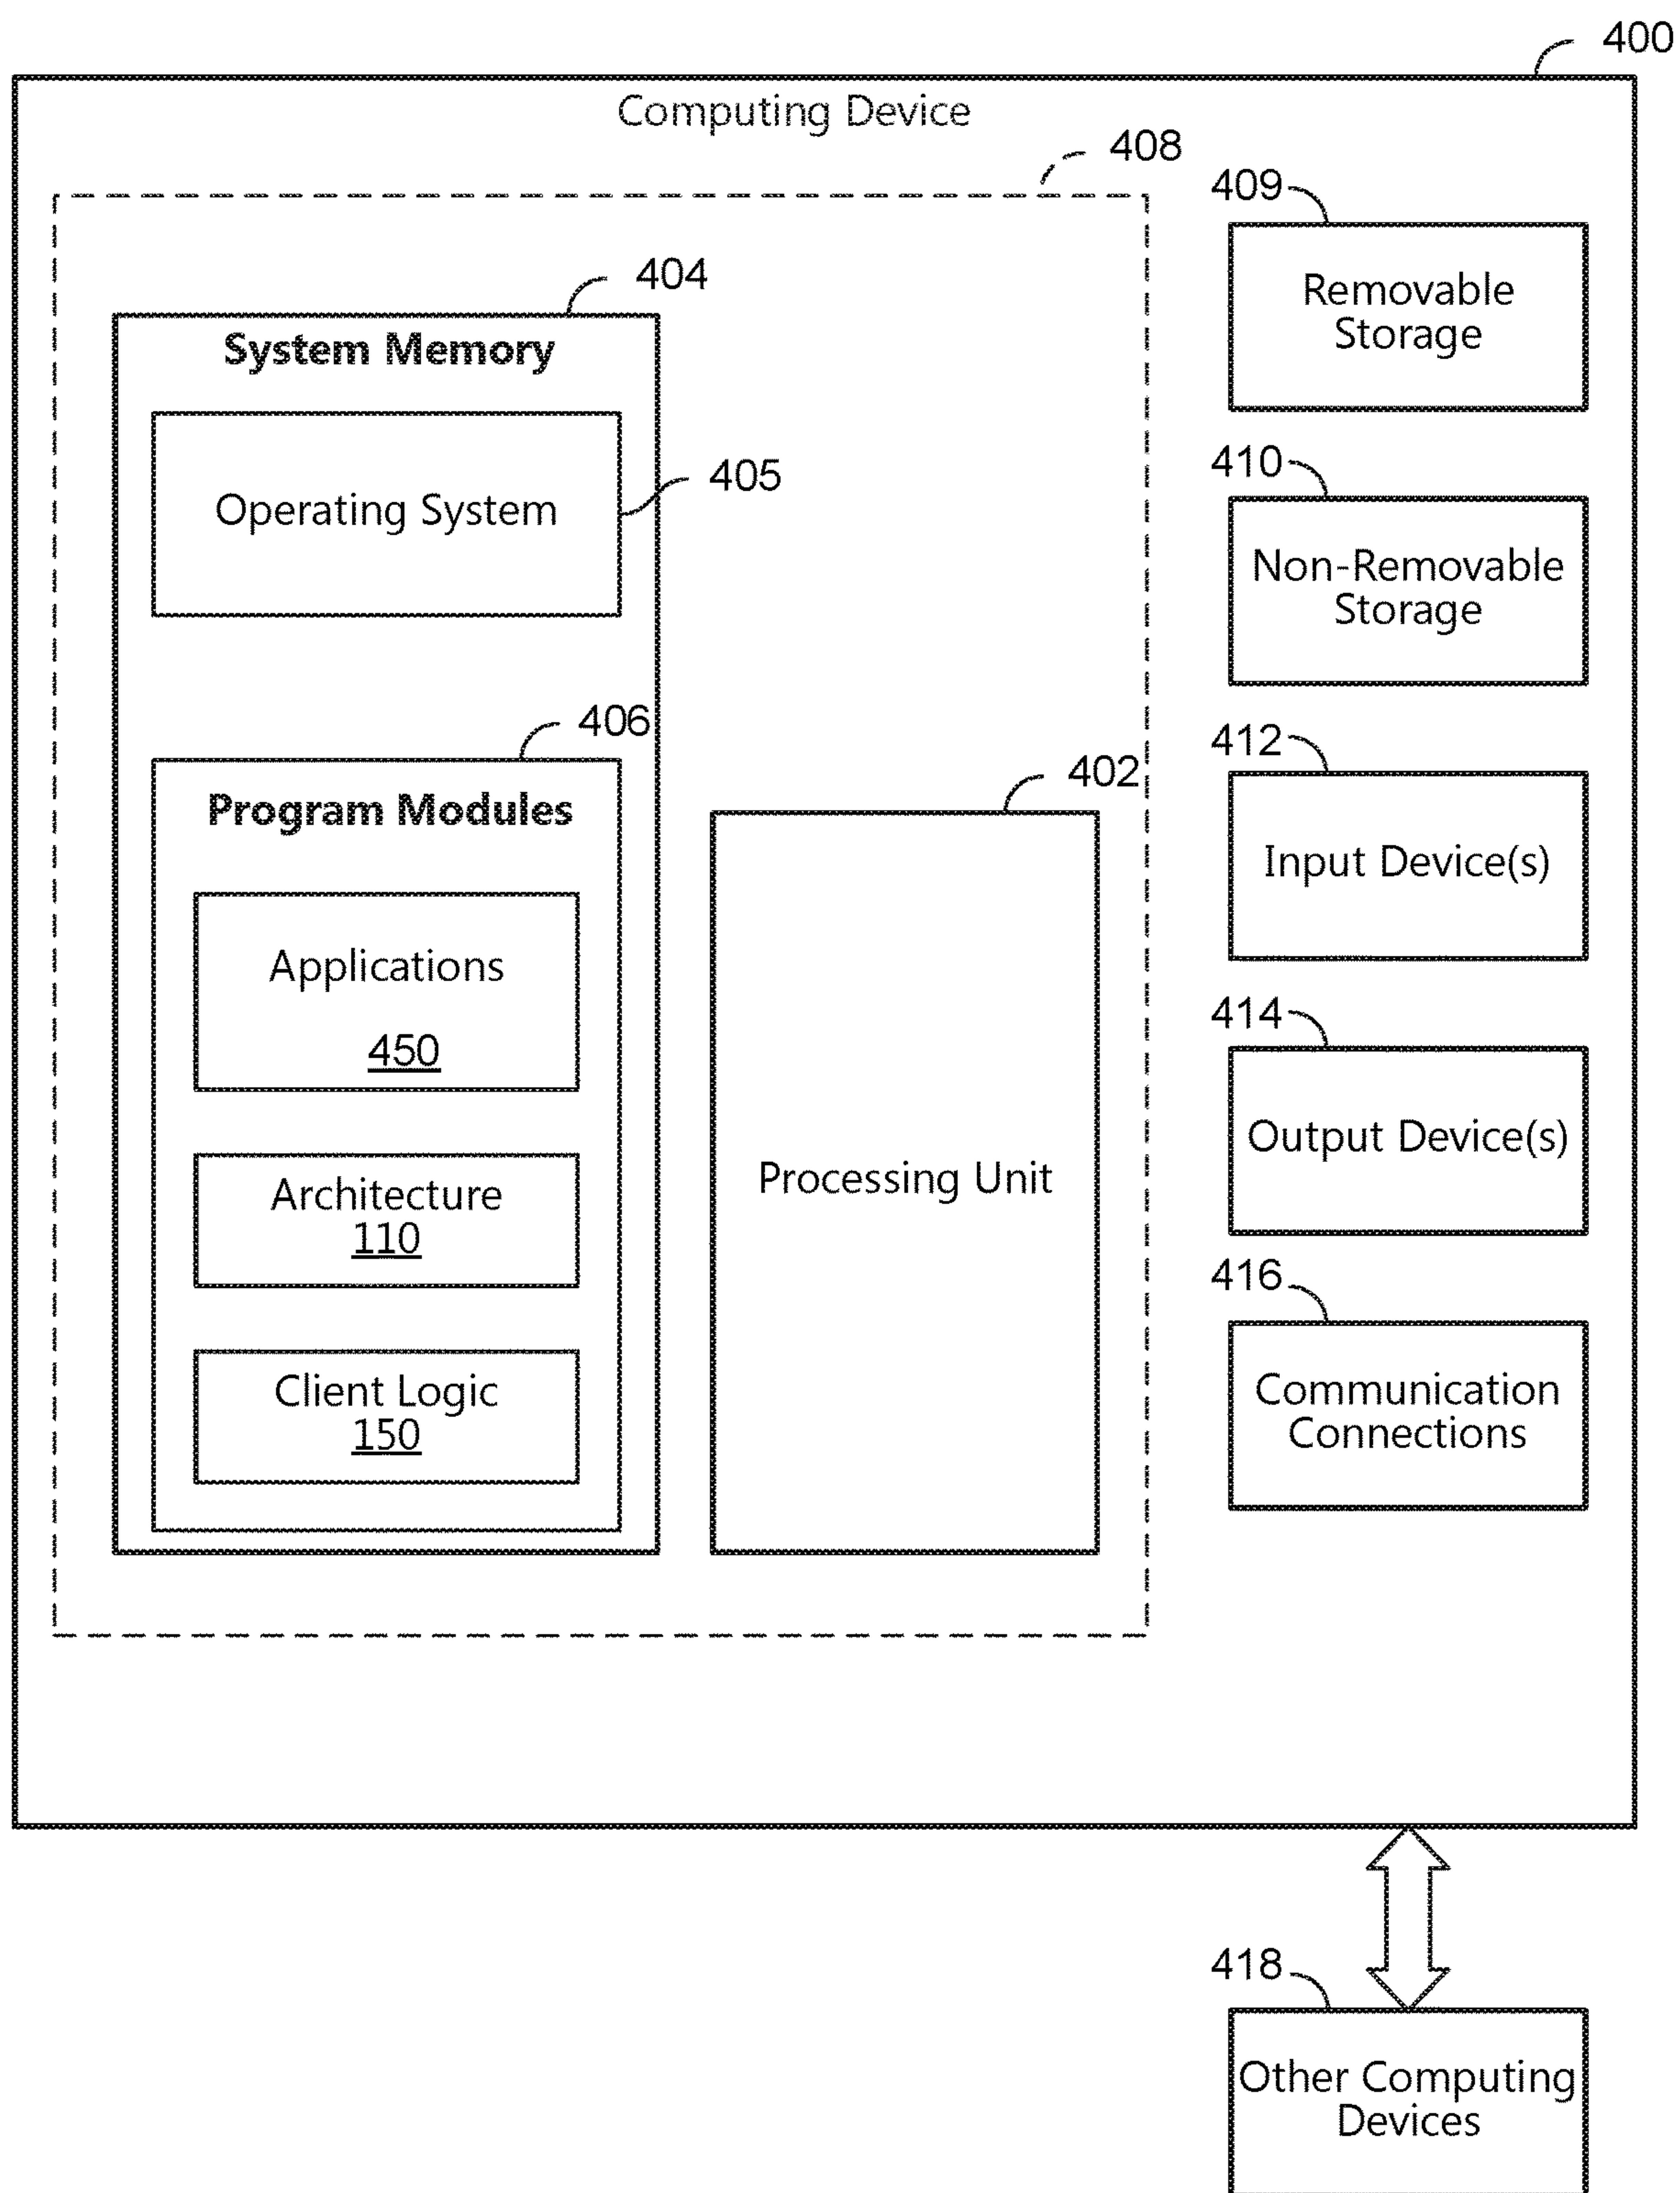 400
Computing Device
408
409
Removable
Storage
404
System Memory
Operating System
405
410
Non-Removable
Storage
406
Program Modules
Applications
450
Architecture
110
Client Logic
150
402
Processing Unit
412
Input Device(s)
414
Output Device(s)
416
Communication
Connections
418
Other Computing
Devices